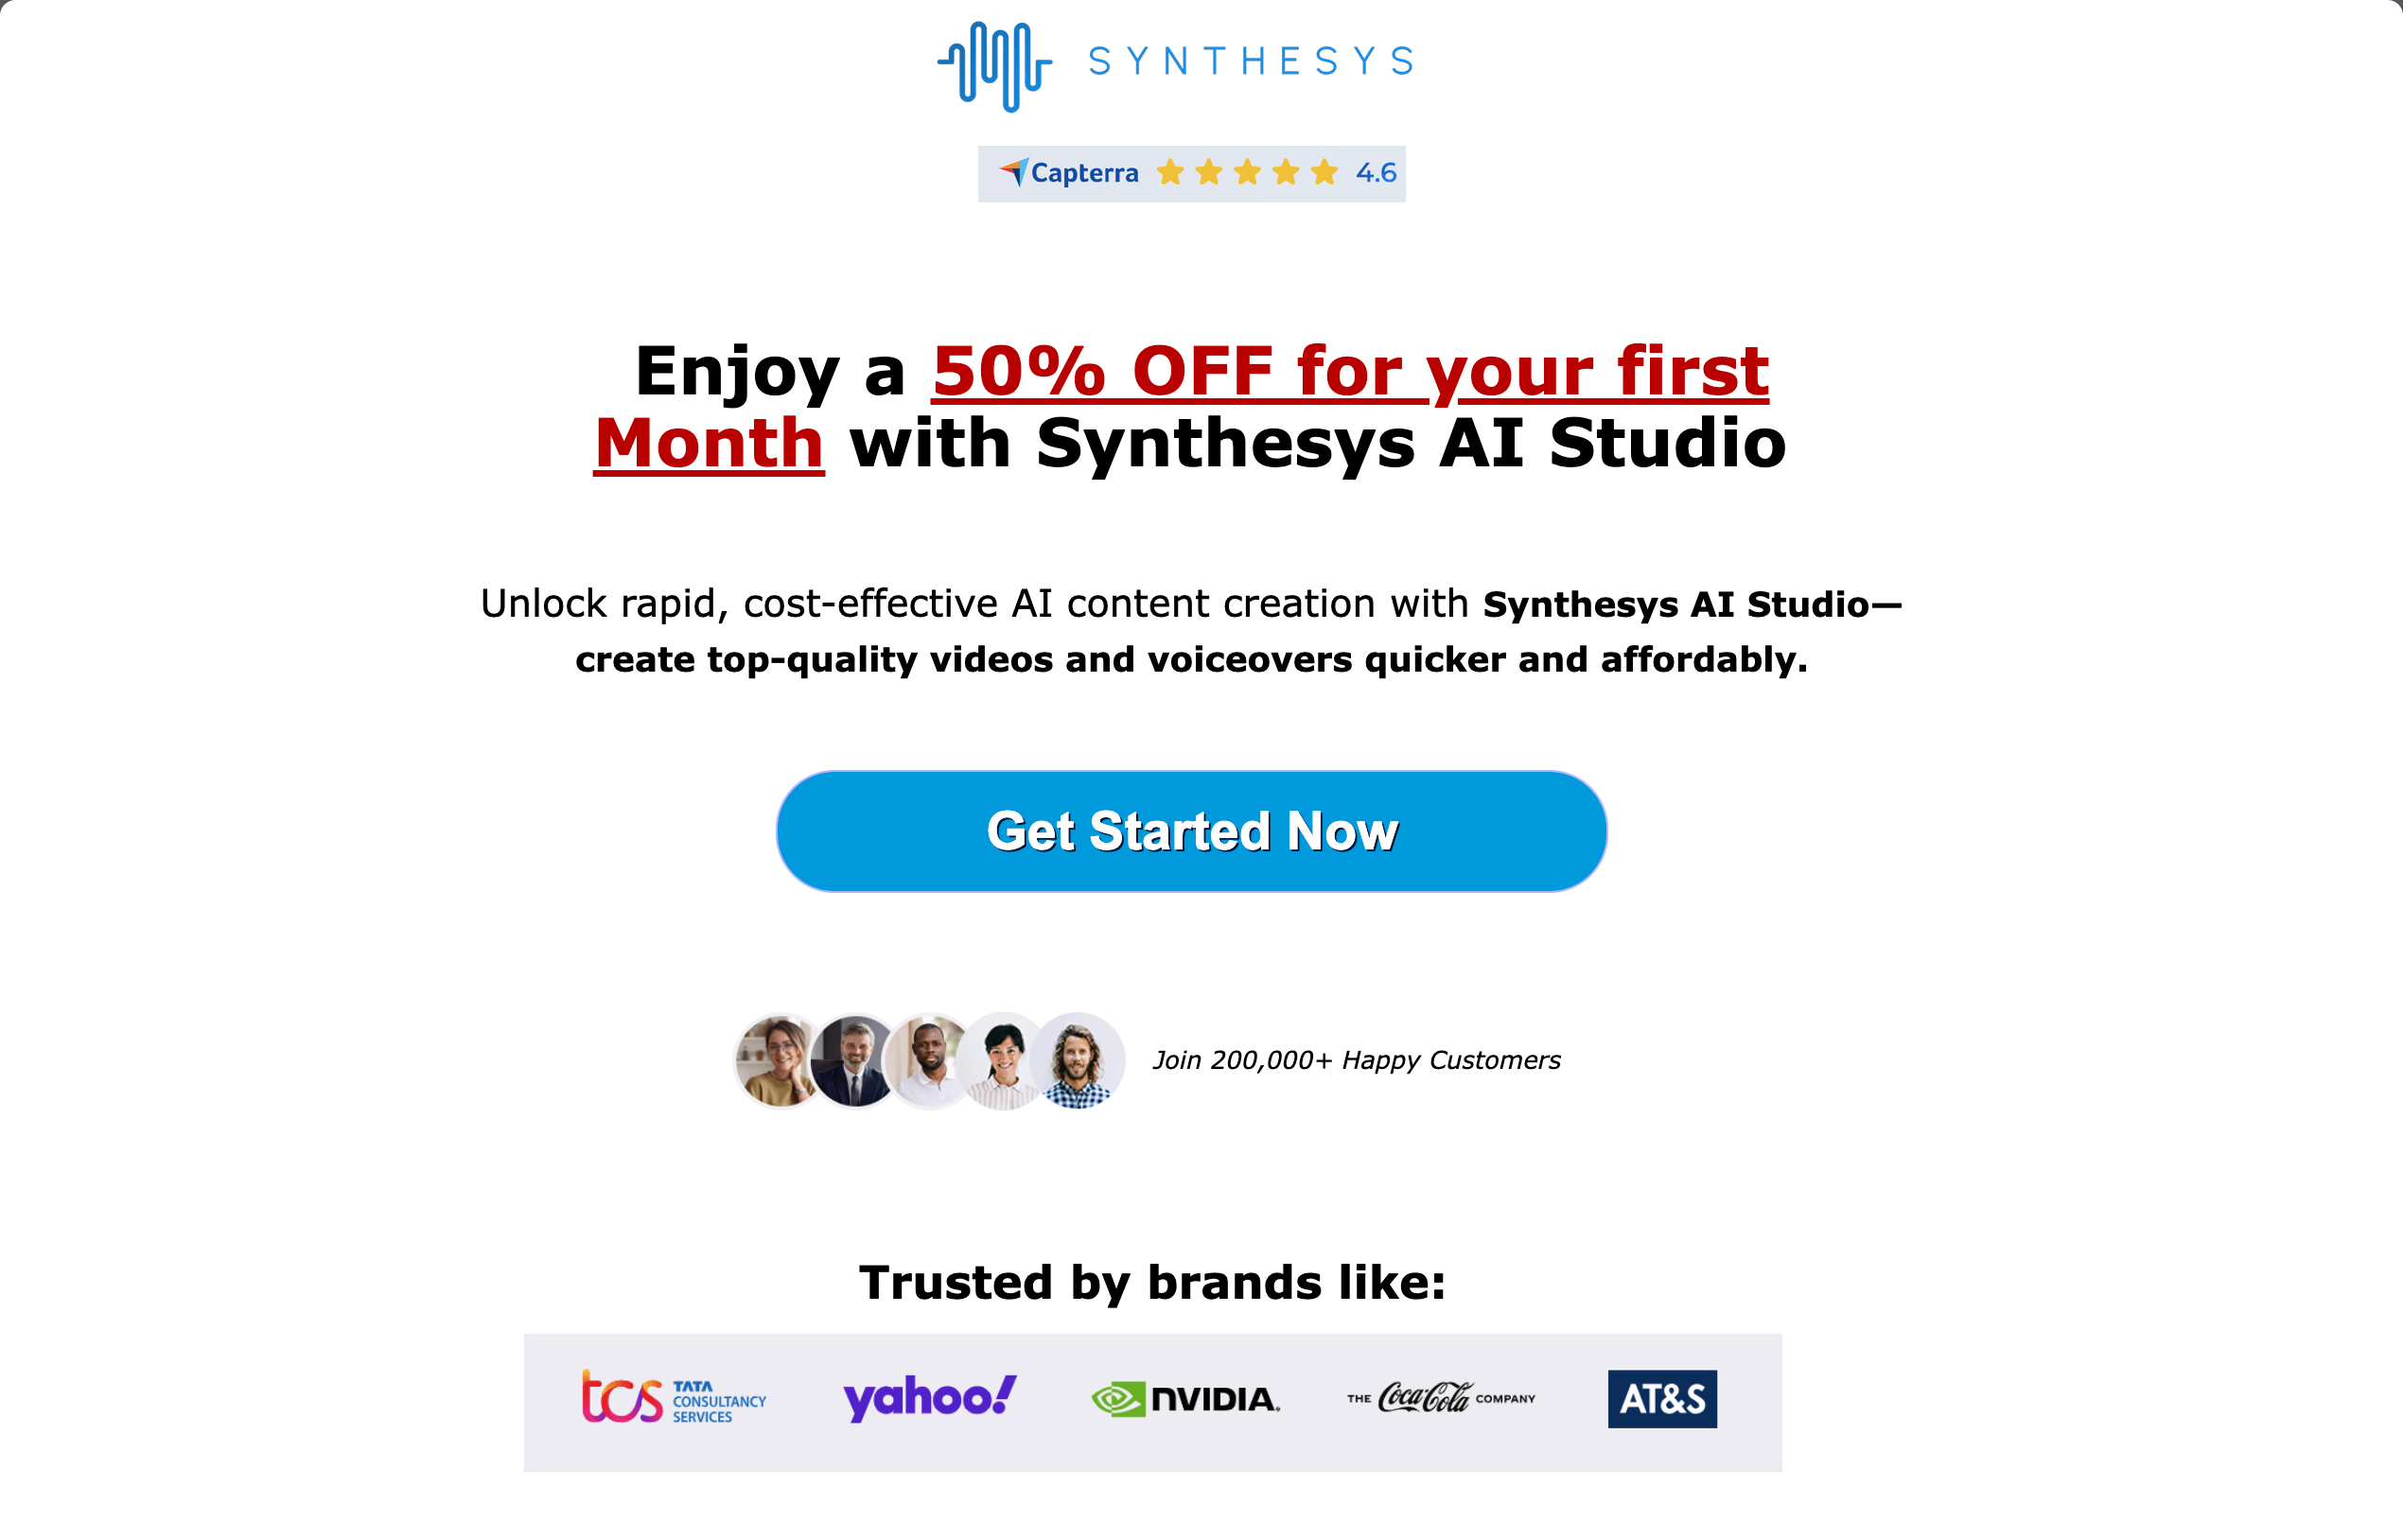 SYNTHESYS
Capterra 4.6
Enjoy a 50% OFF for your first
Month with Synthesys AI Studio
Unlock rapid, cost-effective AI content creation with Synthesys AI Studio—
create top-quality videos and voiceovers quicker and affordably.
Get Started Now
Join 200,000+ Happy Customers
Trusted by brands like:
tcs TATA CONSULTANCY SERVICES
yahoo!
NVIDIA.
THE Coca-Cola COMPANY
AT&S